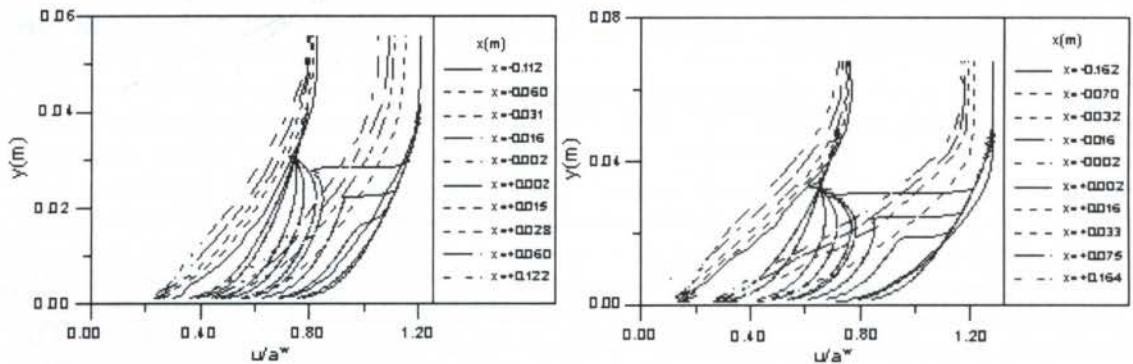 0.06
0.04
0.02
0.00
y(m)
0.00 0.40 0.80 1.20
u/a*
x(m)
x=-0.112
x=-0.060
x=-0.031
x=-0.016
x=-0.002
x=+0.002
x=+0.015
x=+0.028
x=+0.060
x=+0.122
0.08
0.04
0.00
y(m)
0.00 0.40 0.80 1.20
u/a*
x(m)
x=-0.162
x=-0.070
x=-0.032
x=-0.016
x=-0.002
x=+0.002
x=+0.016
x=+0.033
x=+0.075
x=+0.164